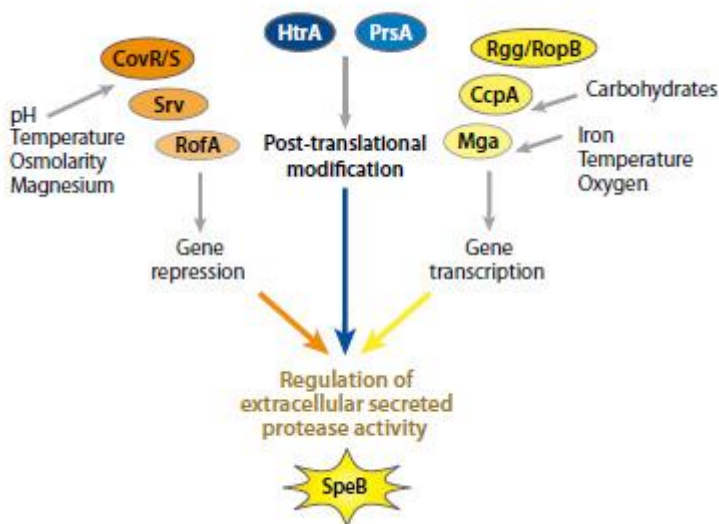 HtrA
PrsA
CovR/S
Srv
RofA
pH
Temperature
Osmolarity
Magnesium
Post-translational
modification
Rgg/RopB
CcpA
Carbohydrates
Mga
Iron
Temperature
Oxygen
Gene
repression
Gene
transcription
Regulation of
extracellular secreted
protease activity
SpeB